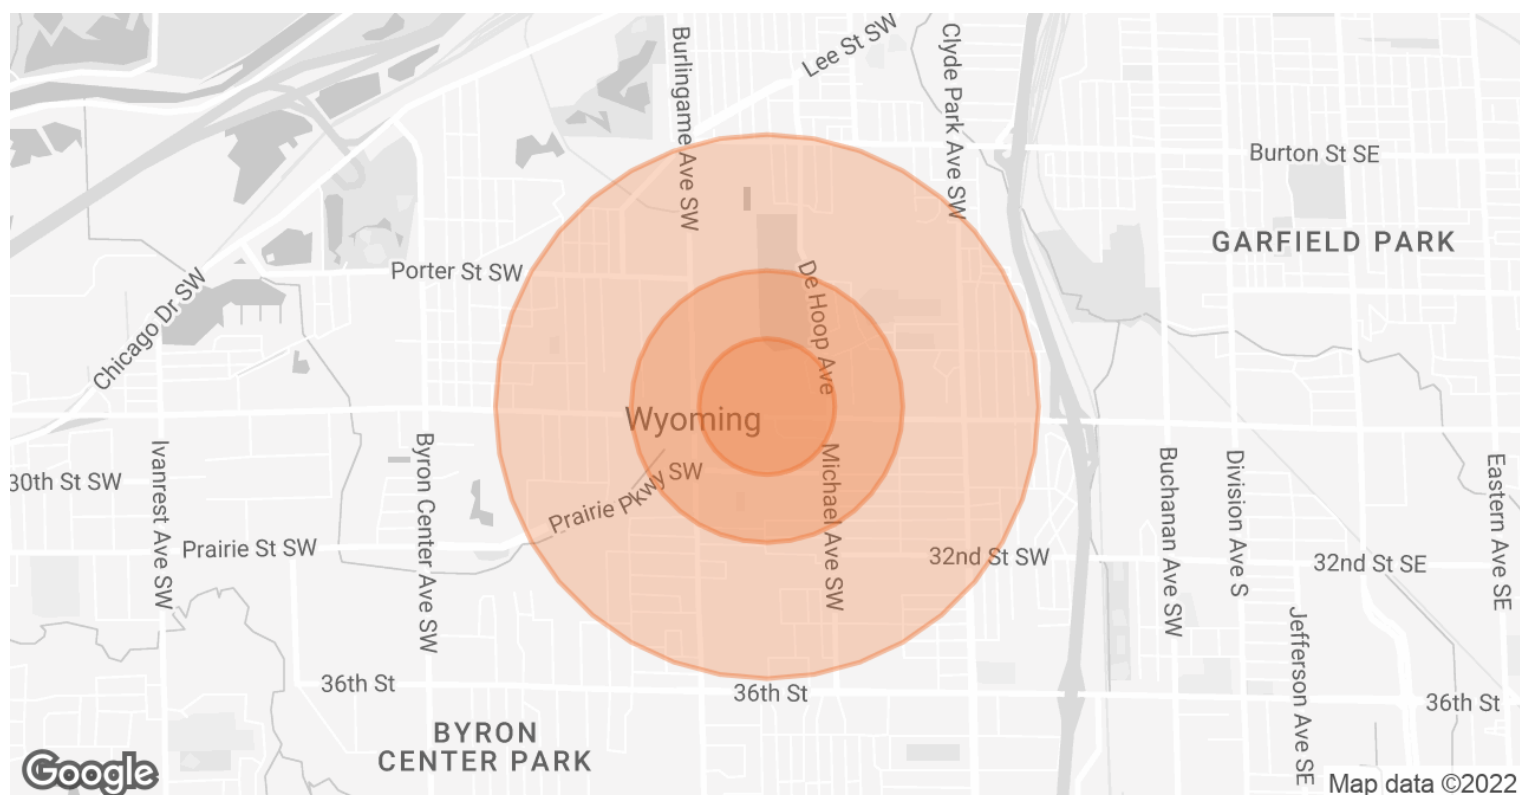 Burlingame Ave SW
Lee St SW
Clyde Park Ave SW
Burton St SE
GARFIELD PARK
Porter St SW
De Hoop Ave
Chicago Dr SW
Wyoming
30th St SW
Ivanrest Ave SW
Byron Center Ave SW
Prairie Pkwy SW
Michael Ave SW
Buchanan Ave SW
Division Ave S
Eastern Ave SE
Prairie St SW
32nd St SW
32nd St SE
Jefferson Ave SE
36th St
36th St
36th St
BYRON
CENTER PARK
Google
Map data ©2022